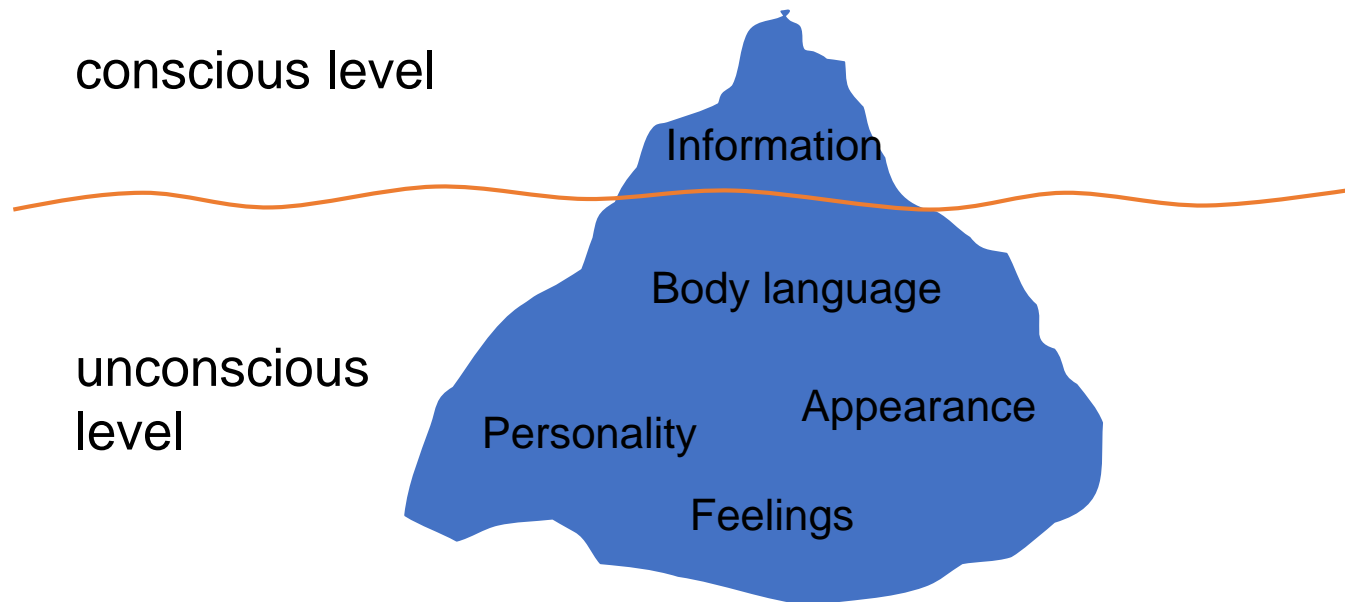 conscious level
Information
Body language
unconscious
level
Appearance
Personality
Feelings